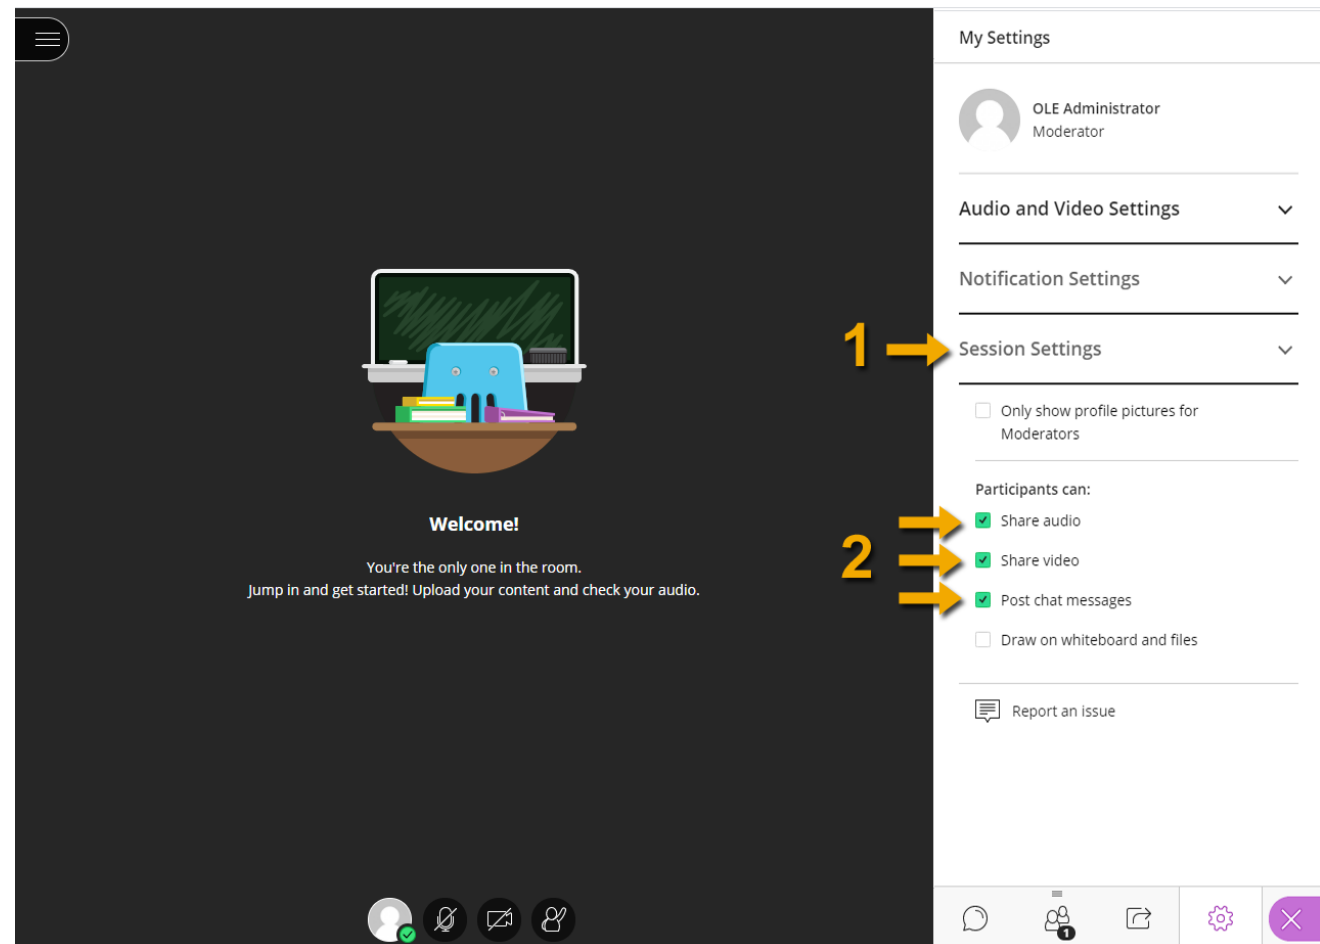 My Settings
OLE Administrator
Moderator
Audio and Video Settings
Notification Settings
1
Session Settings
Only show profile pictures for
Moderators
Participants can:
2
Share audio
Share video
Post chat messages
Draw on whiteboard and files
Report an issue
Welcome!
You're the only one in the room.
Jump in and get started! Upload your content and check your audio.
1